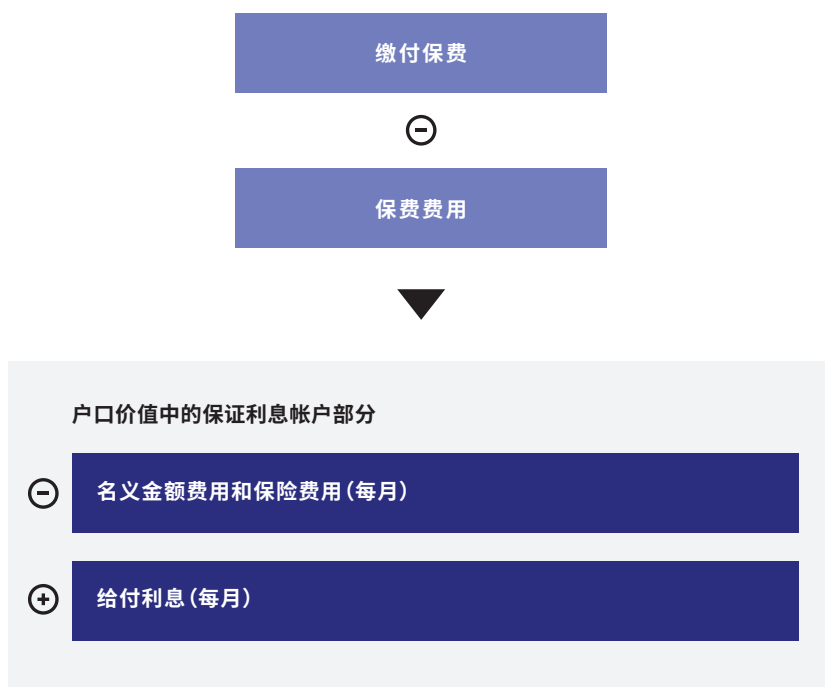 缴付保费
保费费用
户口价值中的保证利息帐户部分
名义金额费用和保险费用(每月)
给付利息(每月)